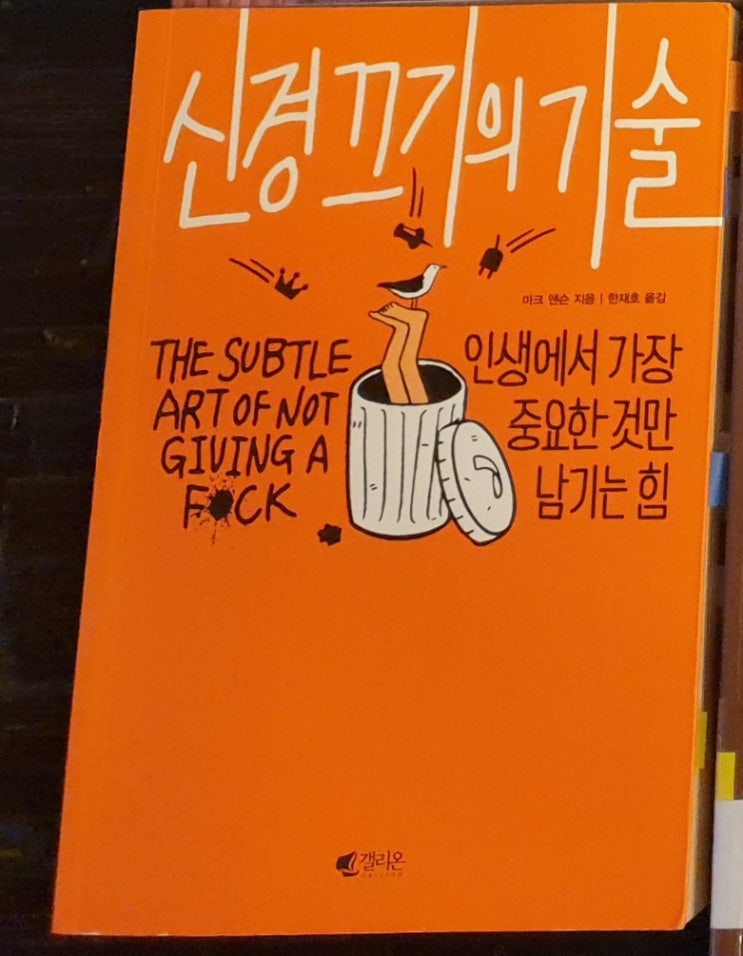 신경 끄기의 기술
마크 맨슨 지음 | 한재호 옮김
THE SUBTLE
ART OF NOT
GIVING A
F CK
인생에서 가장
중요한 것만
남기는 힘
갤리온
GALLEON